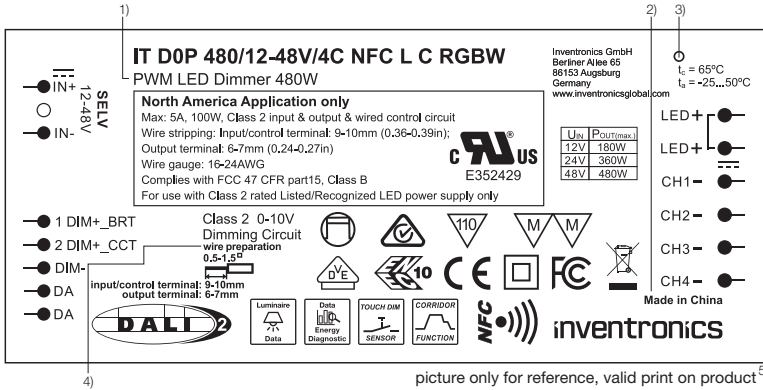 1)
2)
3)
IT D0P 480/12-48V/4C NFC L C RGBW
PWM LED Dimmer 480W
Inventronics GmbH
Berliner Allee 65
86153 Augsburg
Germany
www.inventronicsglobal.com
tc = 65ºC
ta = -25...50ºC
IN+
IN-
SELV
12-48V
North America Application only
Max: 5A, 100W, Class 2 input & output & wired control circuit
Wire stripping: Input/control terminal: 9-10mm (0.36-0.39in);
Output terminal: 6-7mm (0.24-0.27in)
Wire gauge: 16-24AWG
Complies with FCC 47 CFR part15, Class B
For use with Class 2 rated Listed/Recognized LED power supply only
C UR US
E352429
UIN POUT(max.)
12V 180W
24V 360W
48V 480W
LED+
LED+
CH1-
CH2-
CH3-
CH4-
1 DIM+_BRT
2 DIM+_CCT
DIM-
DA
DA
Class 2 0-10V
Dimming Circuit
wire preparation
0.5-1.5□
input/control terminal: 9-10mm
output terminal: 6-7mm
110
M M
DVE
10
CE
FC
Made in China
DALI 2
Luminaire
Data
Data
Energy
Diagnostic
TOUCH DIM
SENSOR
CORRIDOR
FUNCTION
NFC
inventronics
4)
picture only for reference, valid print on product
5)